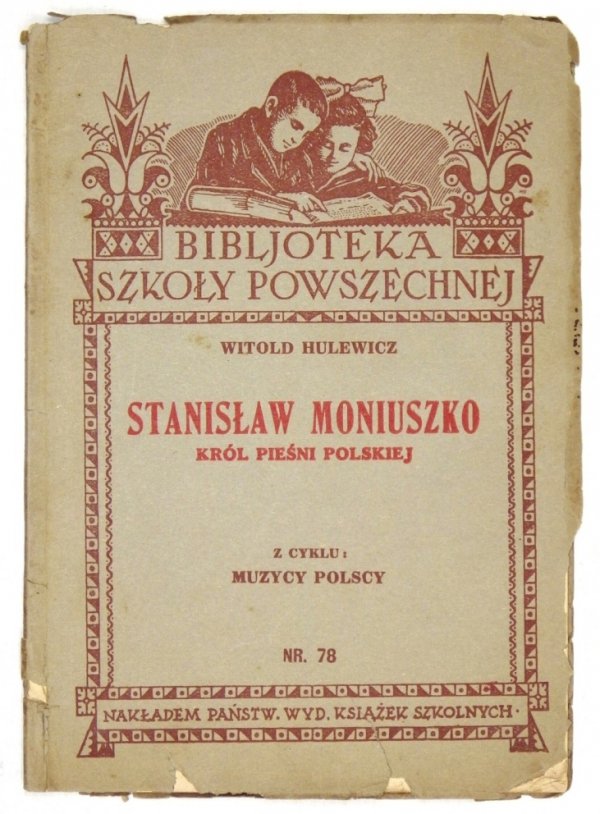 BIBLJOTEKA
SZKOŁY POWSZECHNEJ
WITOLD HULEWICZ
STANISŁAW MONIUSZKO
KRÓL PIEŚNI POLSKIEJ
Z CYKLU:
MUZYCY POLSCY
NR. 78
NAKŁADEM PAŃSTW. WYD. KSIĄŻEK SZKOLNYCH.